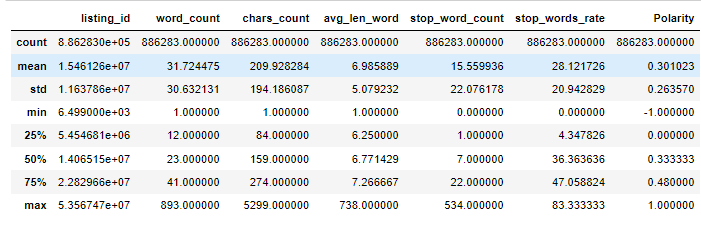 listing_id word_count chars_count avg_len_word stop_word_count stop_words_rate Polarity
count 8.862830e+05 886283.000000 886283.000000 886283.000000 886283.000000 886283.000000 886283.000000
mean 1.546126e+07 31.724475 209.928284 6.985889 15.559936 28.121726 0.301023
std 1.163786e+07 30.632131 194.186087 5.079232 22.076178 20.942829 0.263570
min 6.499000e+03 1.000000 1.000000 1.000000 0.000000 0.000000 -1.000000
25% 5.454681e+06 12.000000 84.000000 6.250000 1.000000 4.347826 0.000000
50% 1.406515e+07 23.000000 159.000000 6.771429 7.000000 36.363636 0.333333
75% 2.282966e+07 41.000000 274.000000 7.266667 22.000000 47.058824 0.480000
max 5.356747e+07 893.000000 5299.000000 738.000000 534.000000 83.333333 1.000000